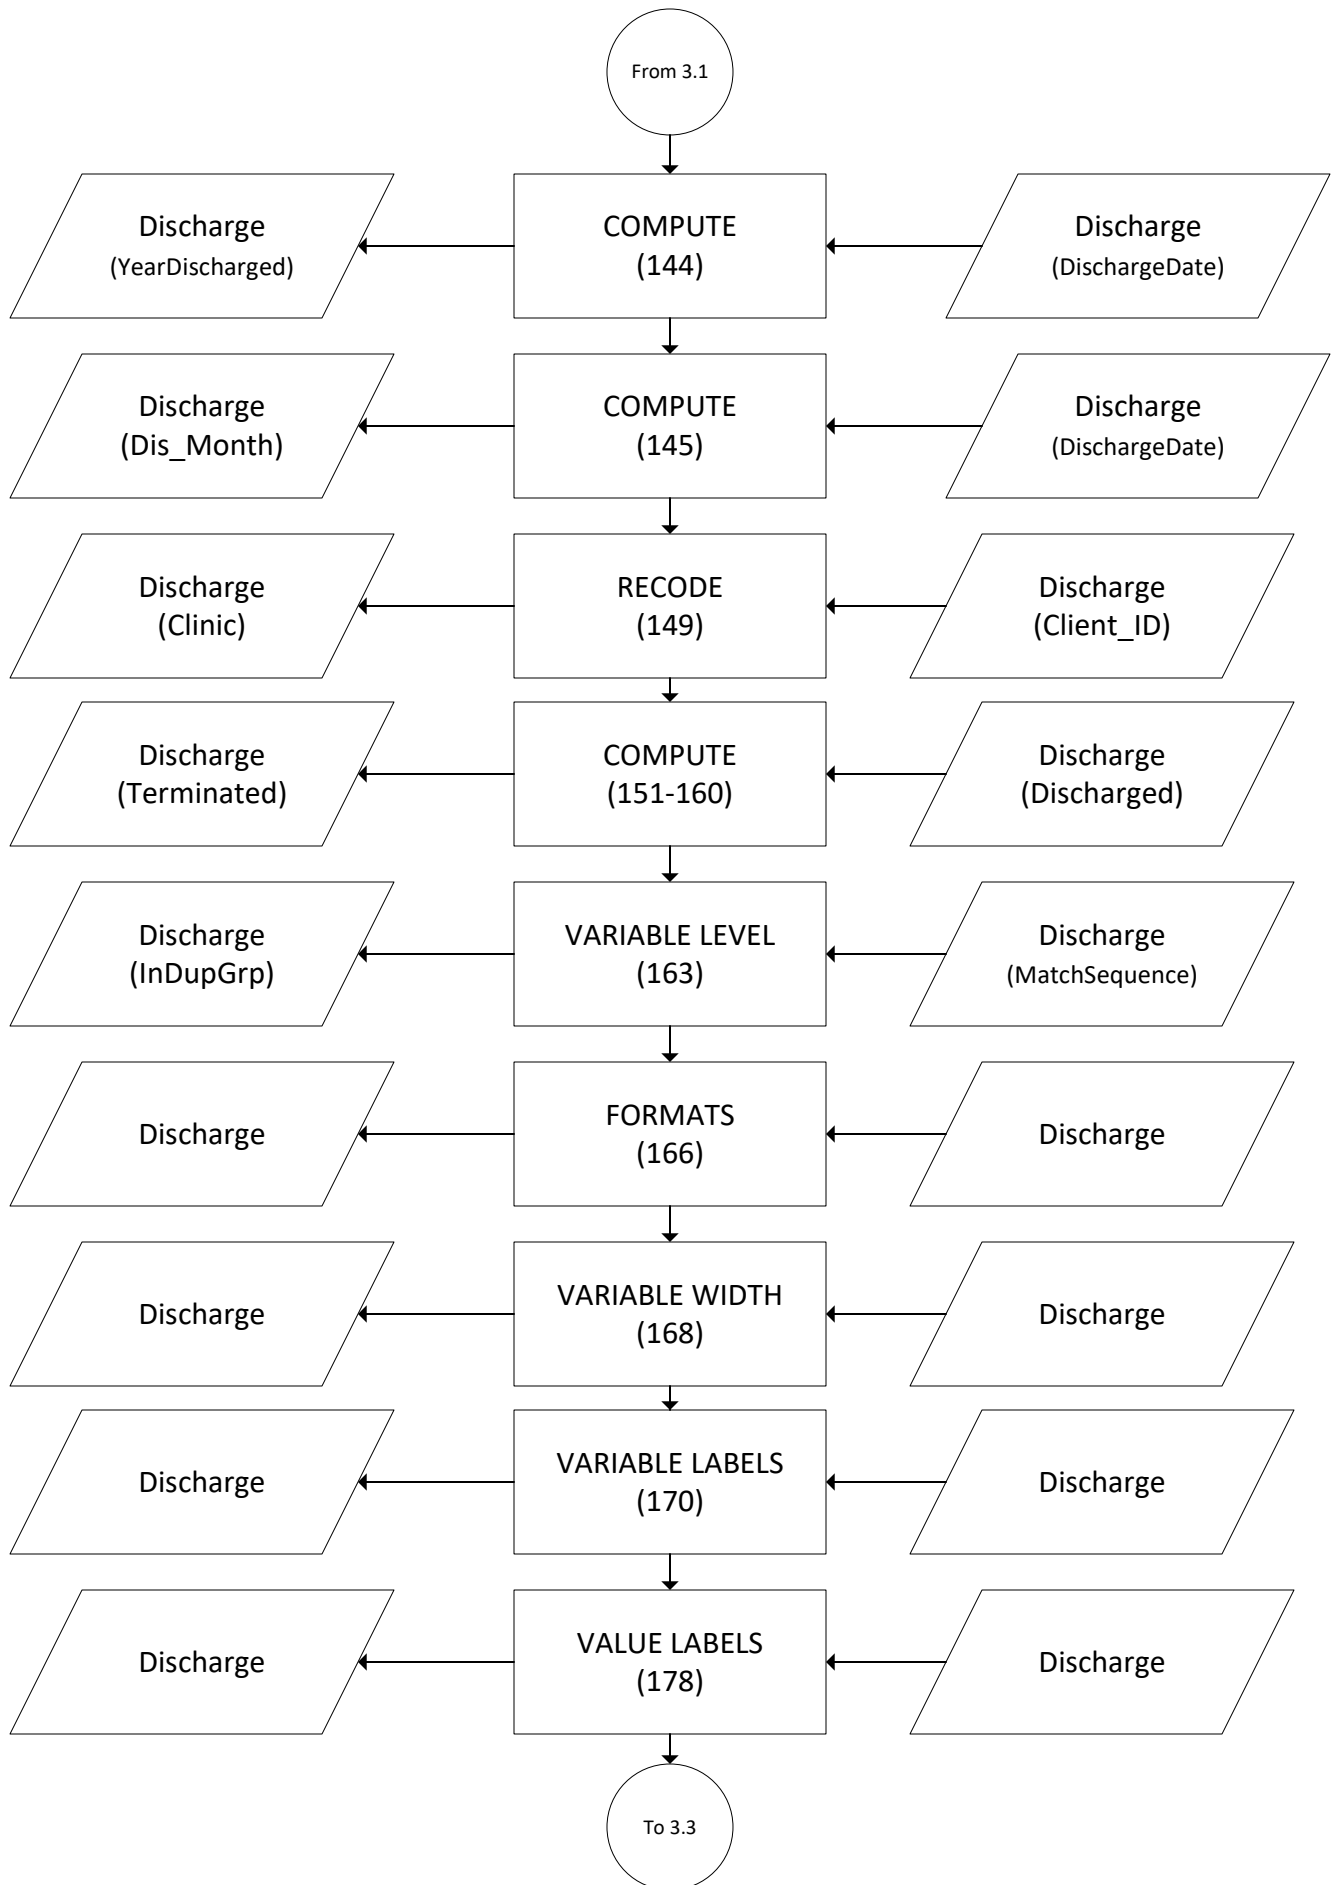 From 3.1
Discharge
(YearDischarged)
COMPUTE
(144)
Discharge
(DischargeDate)
Discharge
(Dis_Month)
COMPUTE
(145)
Discharge
(DischargeDate)
Discharge
(Clinic)
RECODE
(149)
Discharge
(Client_ID)
Discharge
(Terminated)
COMPUTE
(151-160)
Discharge
(Discharged)
Discharge
(InDupGrp)
VARIABLE LEVEL
(163)
Discharge
(MatchSequence)
Discharge
FORMATS
(166)
Discharge
Discharge
VARIABLE WIDTH
(168)
Discharge
Discharge
VARIABLE LABELS
(170)
Discharge
Discharge
VALUE LABELS
(178)
Discharge
To 3.3